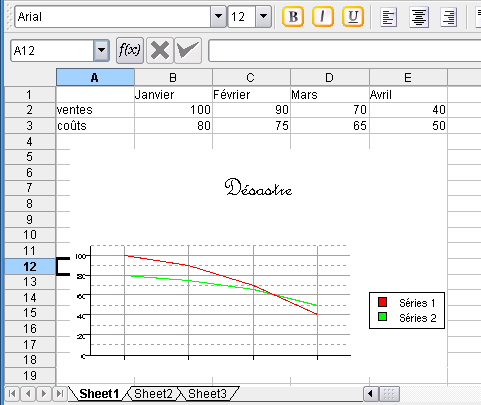 Arial 12 B I U
A12 f(x)
A B C D E
1 Janvier Février Mars Avril
2 ventes 100 90 70 40
3 coûts 80 75 65 50
4
5
6
7 Désastre
8
9
10
11 100
12 80
13
14 60 Séries 1
15 40 Séries 2
16
17 20
18 0
19
Sheet1 Sheet2 Sheet3